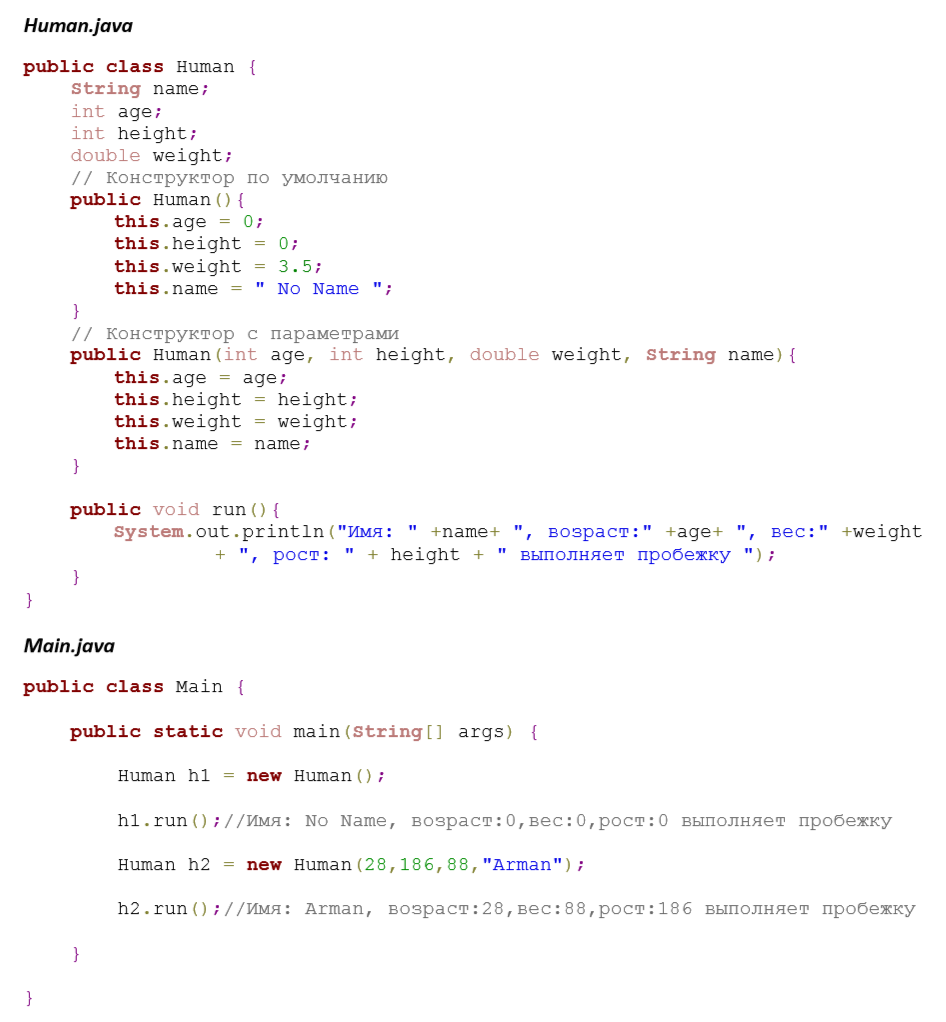 Human.java
public class Human {
String name;
int age;
int height;
double weight;
// Конструктор по умолчанию
public Human(){
this.age = 0;
this.height = 0;
this.weight = 3.5;
this.name = " No Name ";
}
// Конструктор с параметрами
public Human(int age, int height, double weight, String name){
this.age = age;
this.height = height;
this.weight = weight;
this.name = name;
}
public void run(){
System.out.println("Имя: " +name+ ", возраст:" +age+ ", вес:" +weight
+ ", рост: " + height + " выполняет пробежку ");
}
}
Main.java
public class Main {
public static void main(String[] args) {
Human h1 = new Human();
h1.run();//Имя: No Name, возраст:0,вес:0,рост:0 выполняет пробежку
Human h2 = new Human(28,186,88,"Arman");
h2.run();//Имя: Arman, возраст:28,вес:88,рост:186 выполняет пробежку
}
}